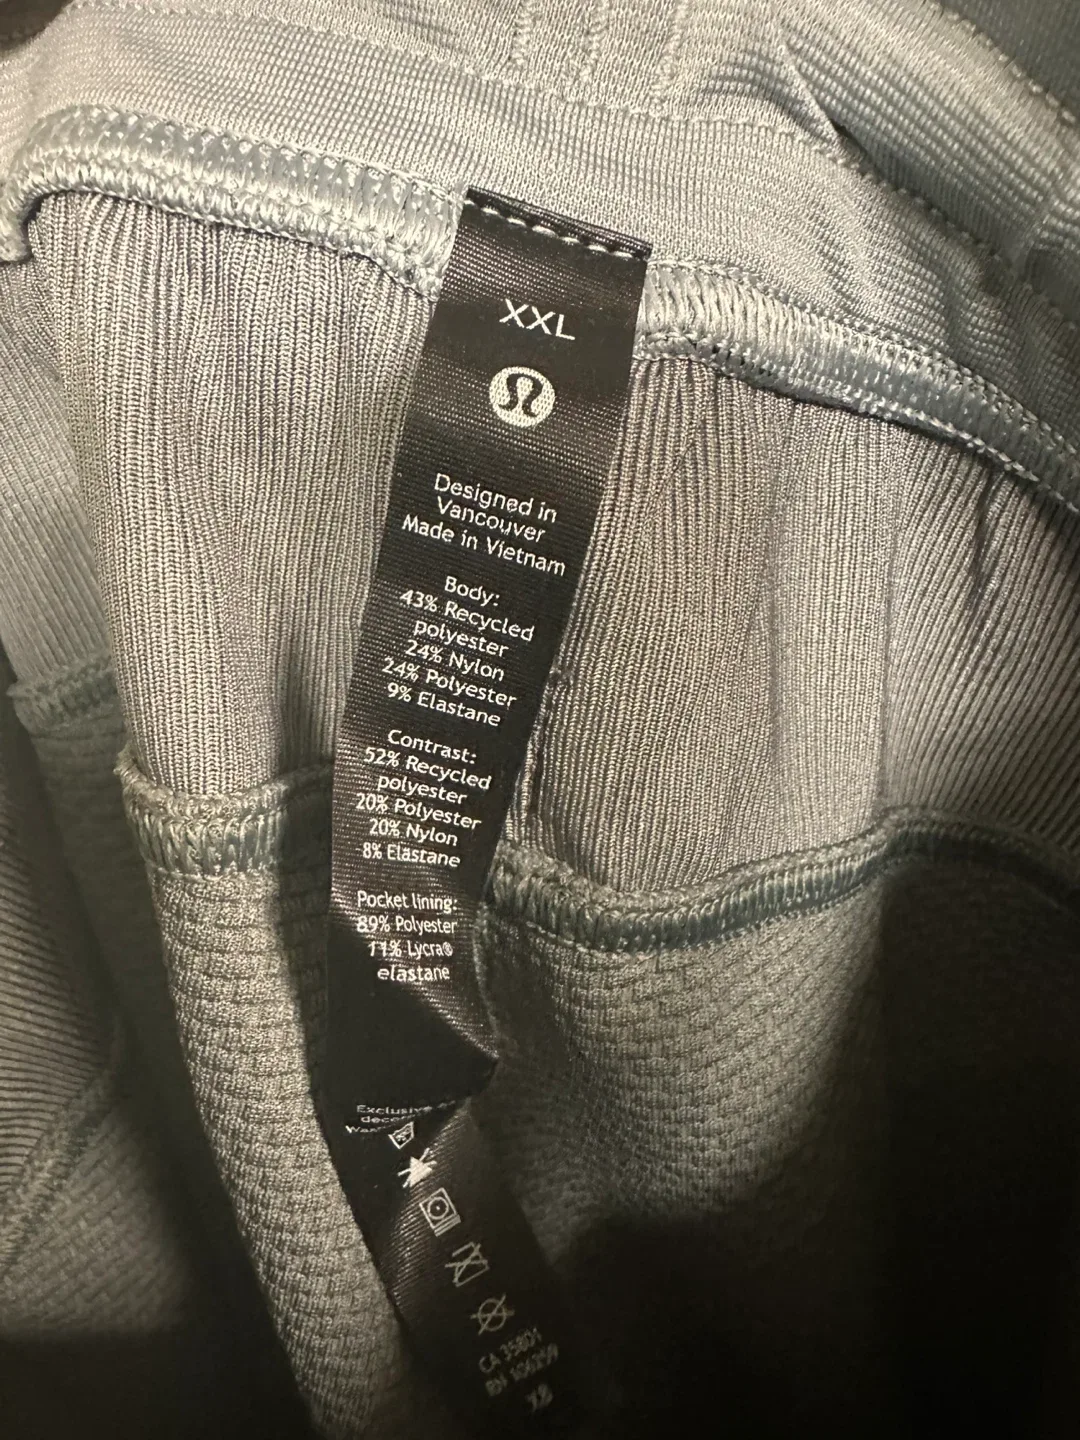 XXL
Designed in
Vancouver
Made in Vietnam
Body:
43% Recycled
polyester
24% Nylon
24% Polyester
9% Elastane
Contrast:
52% Recycled
polyester
20% Polyester
20% Nylon
8% Elastane
Pocket lining:
89% Polyester
11% Lycra®
elastane
CA 35801